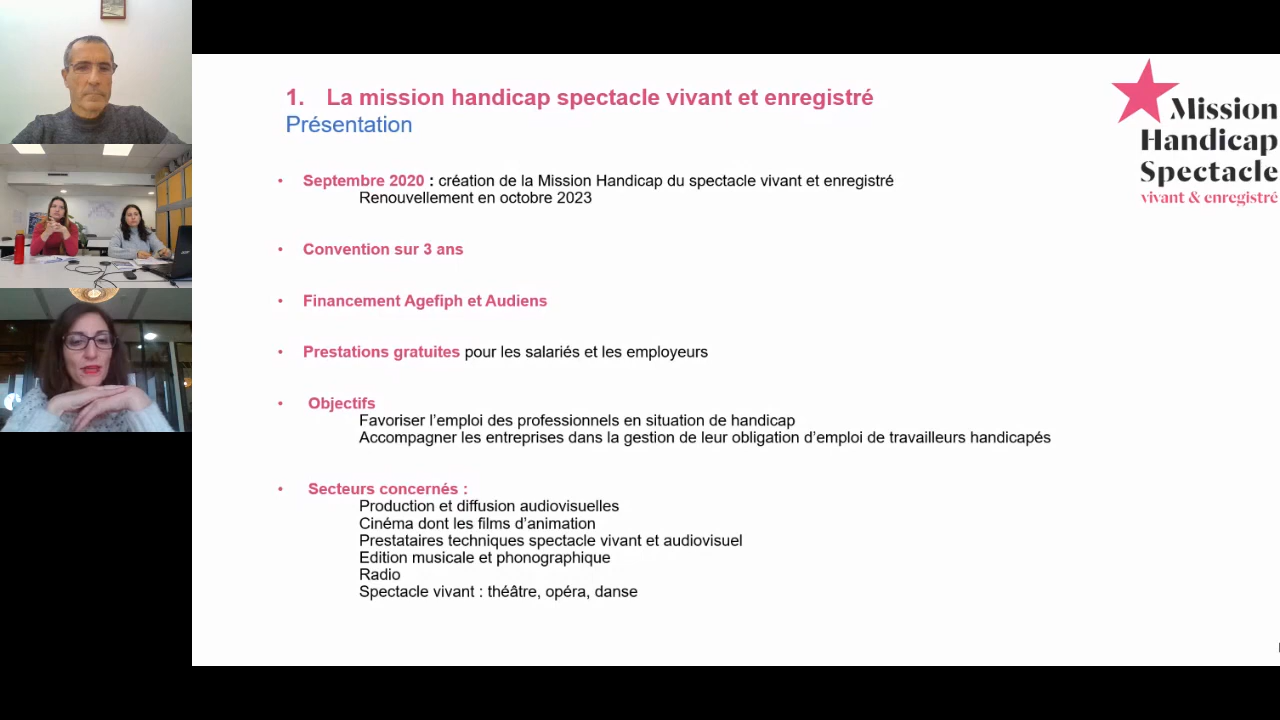 1. La mission handicap spectacle vivant et enregistré
Présentation
• Septembre 2020 : création de la Mission Handicap du spectacle vivant et enregistré
Renouvellement en octobre 2023
• Convention sur 3 ans
• Financement Agefiph et Audiens
• Prestations gratuites pour les salariés et les employeurs
• Objectifs
Favoriser l’emploi des professionnels en situation de handicap
Accompagner les entreprises dans la gestion de leur obligation d’emploi de travailleurs handicapés
• Secteurs concernés :
Production et diffusion audiovisuelles
Cinéma dont les films d’animation
Prestataires techniques spectacle vivant et audiovisuel
Edition musicale et phonographique
Radio
Spectacle vivant : théâtre, opéra, danse
Mission
Handicap
Spectacle
vivant & enregistré